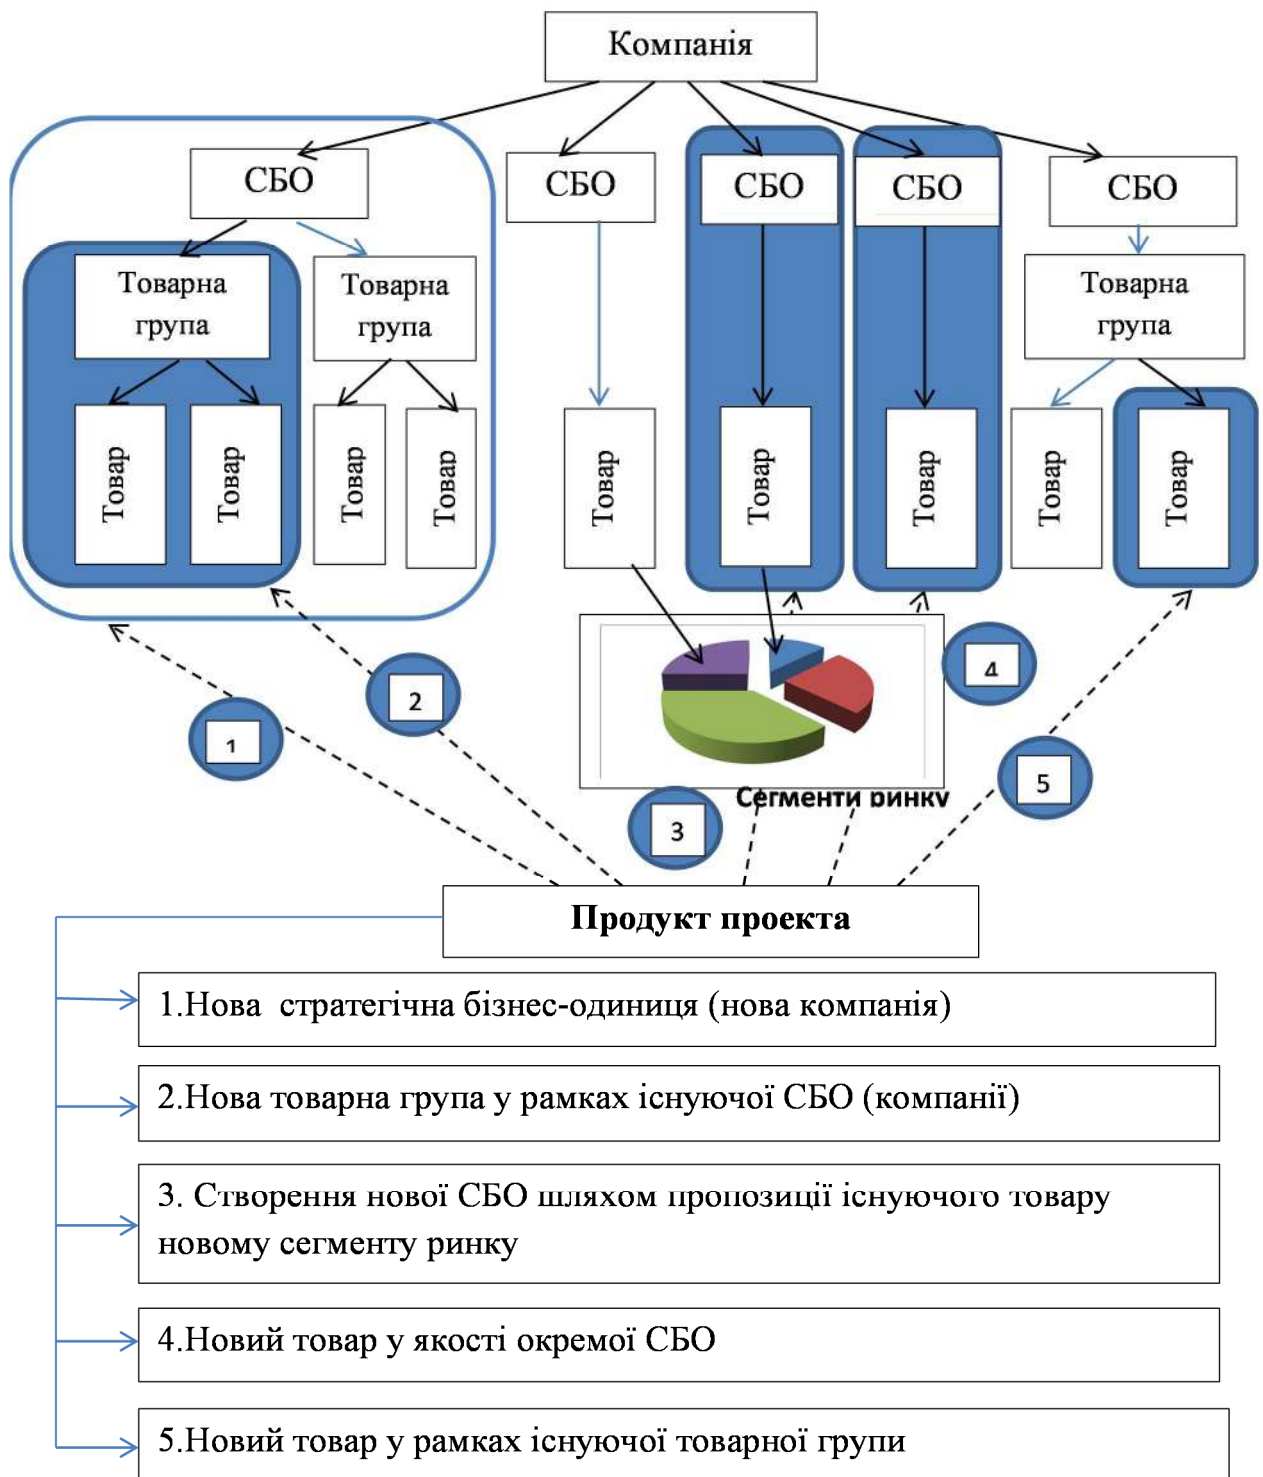 Компанія
СБО
СБО
СБО
СБО
СБО
Товарна
група
Товарна
група
Товарна
група
Товар
Товар
Товар
Товар
Товар
Товар
Товар
Товар
Товар
1
2
3
4
5
Сегменти ринку
Продукт проекта
1.Нова стратегічна бізнес-одиниця (нова компанія)
2.Нова товарна група у рамках існуючої СБО (компанії)
3. Створення нової СБО шляхом пропозиції існуючого товару
новому сегменту ринку
4.Новий товар у якості окремої СБО
5.Новий товар у рамках існуючої товарної групи